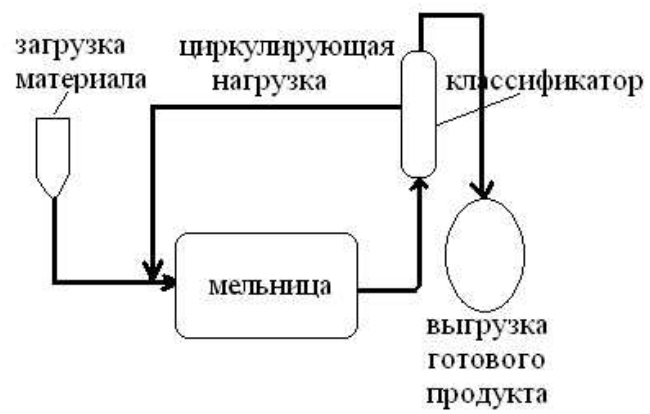 загрузка
материала
циркулирующая
нагрузка
классификатор
мельница
выгрузка
готового
продукта